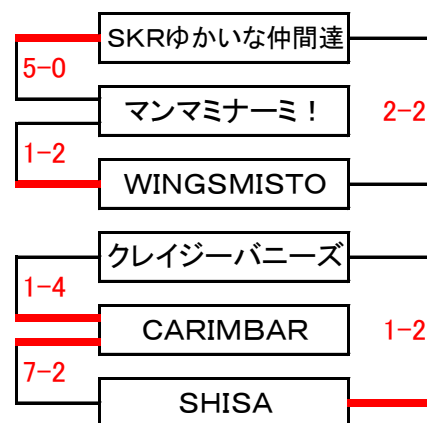 SKRゆかいな仲間達
5-0
マンマミナーミ！
2-2
1-2
WINGSMISTO
クレイジーバニーズ
1-4
CARIMBAR
1-2
7-2
SHISA